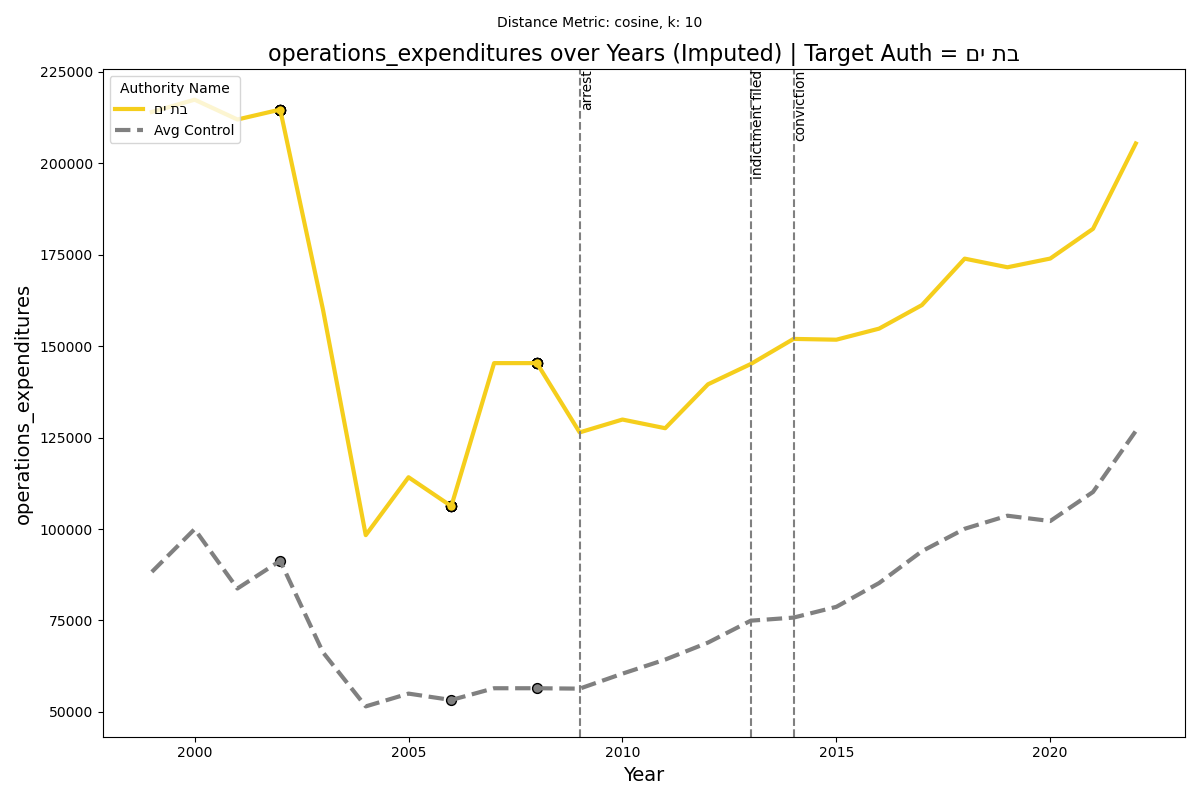 Distance Metric: cosine, k: 10
operations_expenditures over Years (Imputed) | Target Auth = בת ים
225000
200000
175000
150000
125000
100000
75000
50000
operations_expenditures
Authority Name
בת ים
Avg Control
arrest
indictment filed
conviction
2000
2005
2010
2015
2020
Year